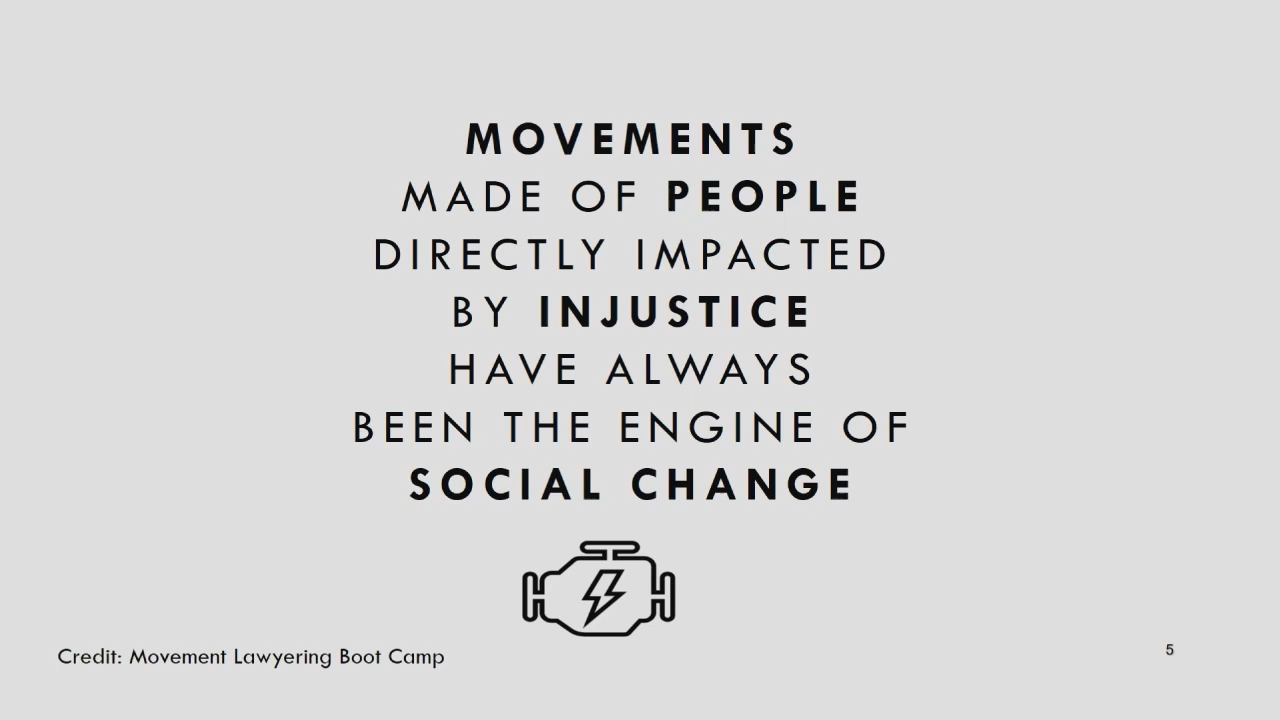 MOVEMENTS
MADE OF PEOPLE
DIRECTLY IMPACTED
BY INJUSTICE
HAVE ALWAYS
BEEN THE ENGINE OF
SOCIAL CHANGE
Credit: Movement Lawyering Boot Camp
5